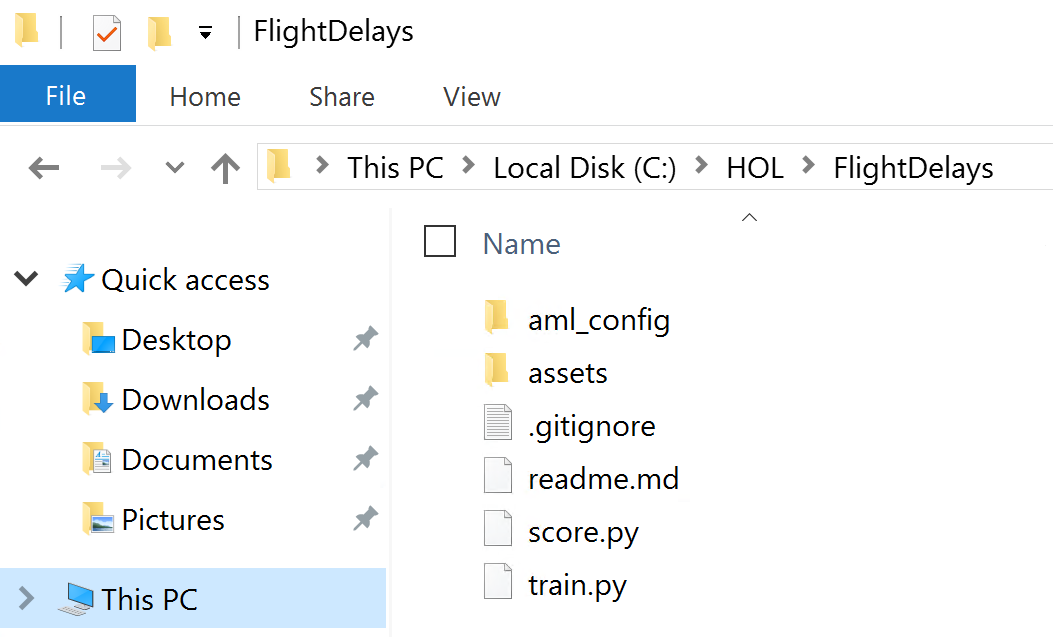 FlightDelays
File Home Share View
This PC Local Disk (C:) HOL FlightDelays
Name
Quick access
Desktop
Downloads
Documents
Pictures
This PC
aml_config
assets
.gitignore
readme.md
score.py
train.py